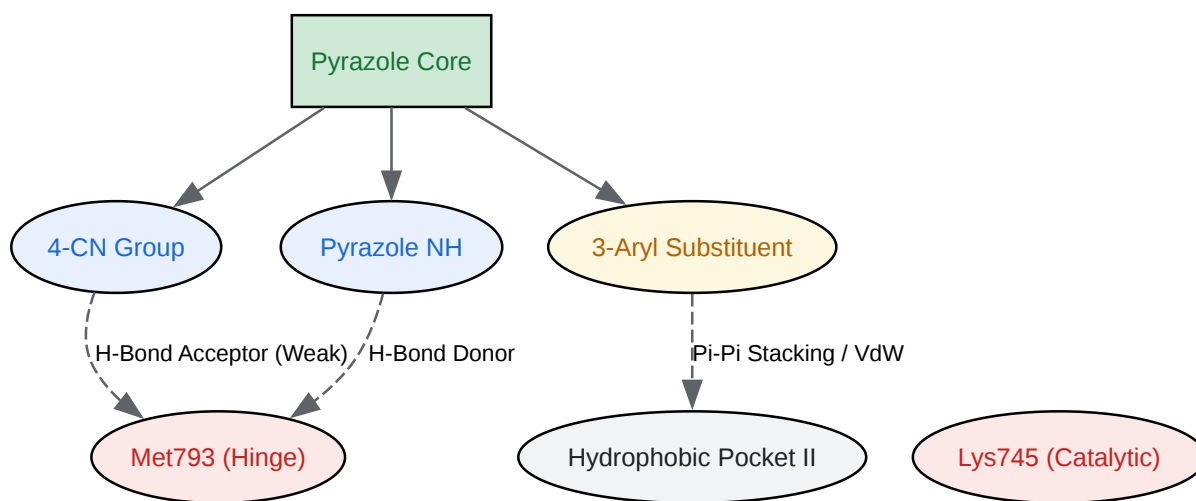 Pyrazole Core
4-CN Group
Pyrazole NH
3-Aryl Substituent
H-Bond Acceptor (Weak)
H-Bond Donor
Pi-Pi Stacking / VdW
Met793 (Hinge)
Hydrophobic Pocket II
Lys745 (Catalytic)